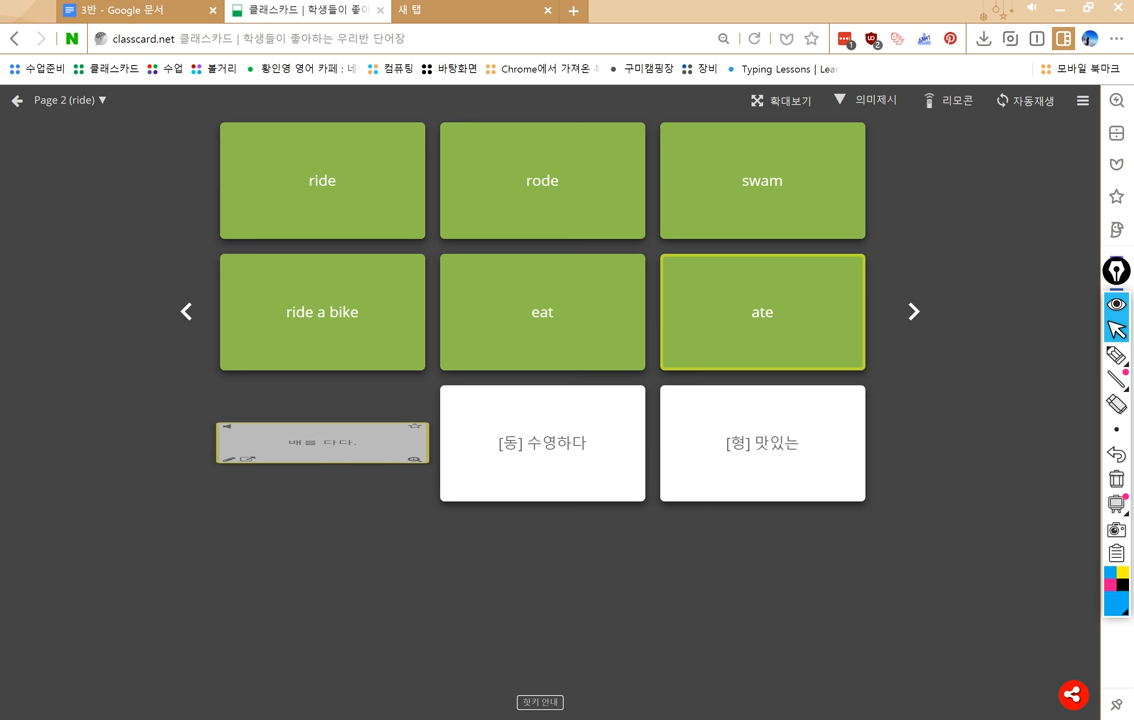 3반 - Google 문서
클래스카드 | 학생들이 좋아
새 탭
N
classcard.net 클래스카드 | 학생들이 좋아하는 우리반 단어장
1
2
수업준비
클래스카드
수업
볼거리
황인영 영어 카페 : 네
컴퓨팅
바탕화면
Chrome에서 가져온
구미캠핑장
장비
Typing Lessons | Lear
모바일 북마크
Page 2 (ride) ▼
확대보기
의미제시
리모콘
자동재생
ride
rode
swam
ride a bike
eat
ate
배를 타다.
[동] 수영하다
[형] 맛있는
핫키 안내